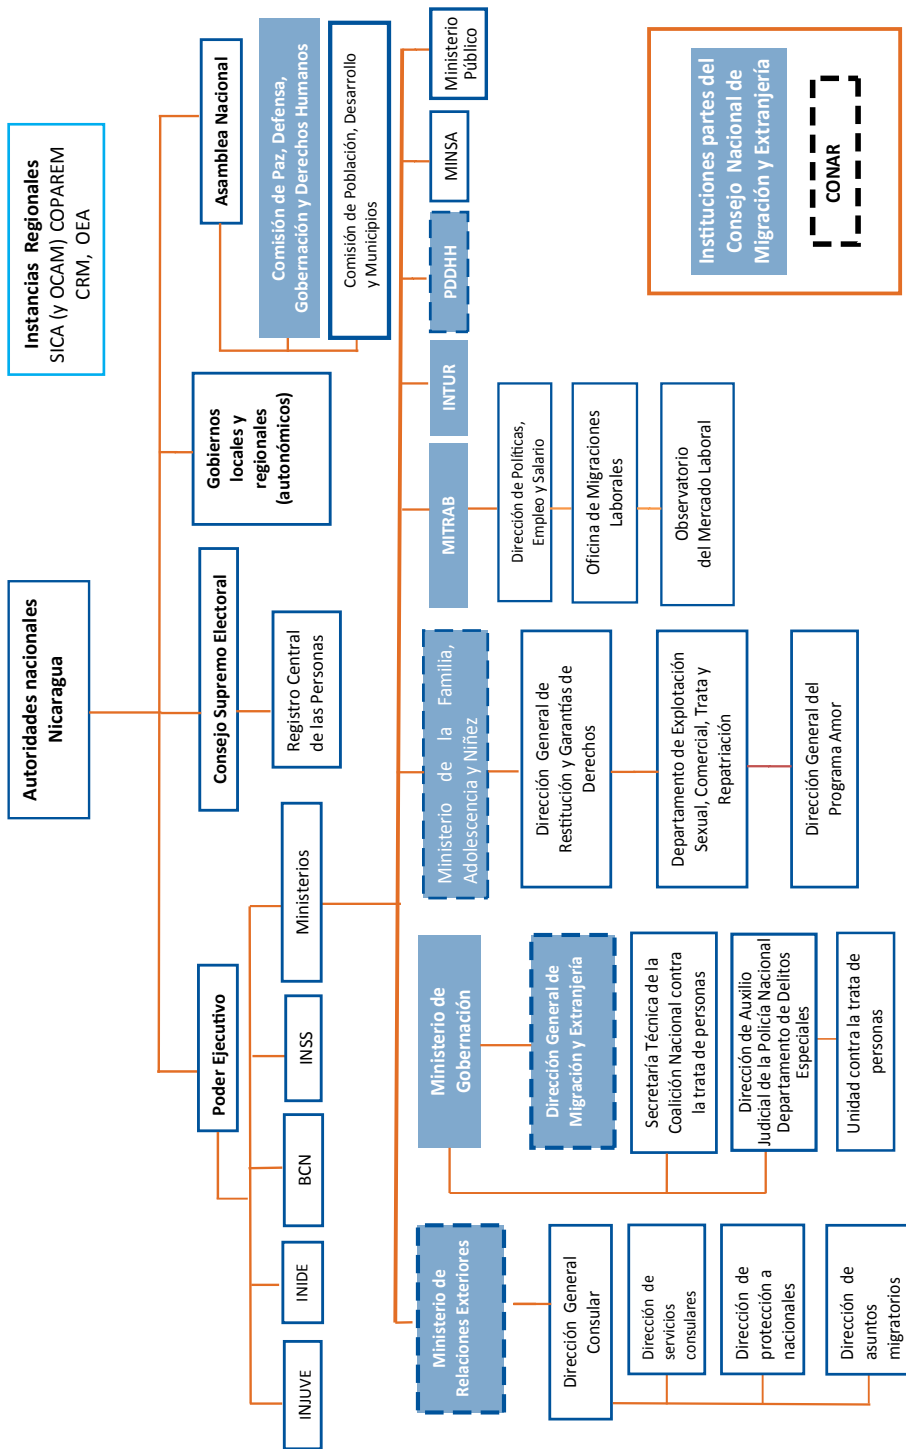 Autoridades nacionales
Nicaragua
Instancias Regionales
SICA (y OCAM) COPAREM
CRM, OEA
Poder Ejecutivo
Consejo Supremo Electoral
Gobiernos
locales y
regionales
(autonómicos)
Asamblea Nacional
INJUVE
INIDE
BCN
INSS
Ministerios
Registro Central
de las Personas
Comisión de Paz, Defensa,
Gobernación y Derechos Humanos
Comisión de Población, Desarrollo
y Municipios
Ministerio de
Relaciones Exteriores
Ministerio de
Gobernación
Ministerio de la Familia,
Adolescencia y Niñez
MITRAB
INTUR
PDDHH
MINSA
Ministerio
Público
Dirección General
Consular
Dirección de
servicios
consulares
Dirección de
protección a
nacionales
Dirección de
asuntos
migratorios
Dirección General de
Migración y Extranjería
Secretaría Técnica de la
Coalición Nacional contra
la trata de personas
Dirección de Auxilio
Judicial de la Policía Nacional
Departamento de Delitos
Especiales
Unidad contra la trata de
personas
Dirección General de
Restitución y Garantías de
Derechos
Departamento de Explotación
Sexual, Comercial, Trata y
Repatriación
Dirección General del
Programa Amor
Dirección de Políticas,
Empleo y Salario
Oficina de Migraciones
Laborales
Observatorio
del Mercado Laboral
Instituciones partes del
Consejo Nacional de
Migración y Extranjería
CONAR